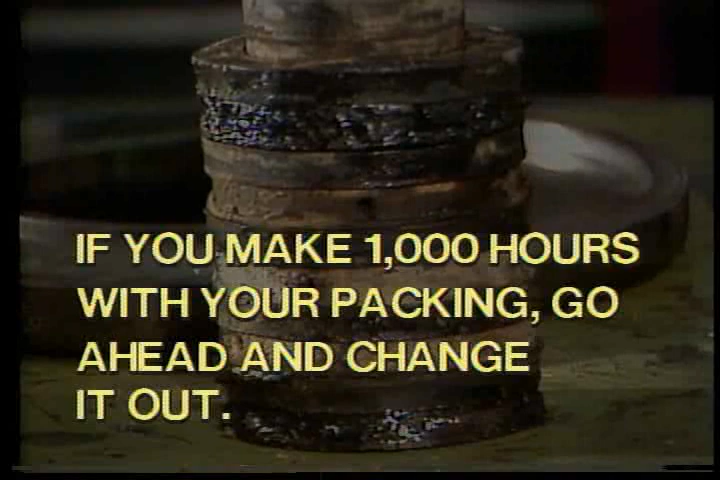 IF YOU MAKE 1,000 HOURS
WITH YOUR PACKING, GO
AHEAD AND CHANGE
IT OUT.